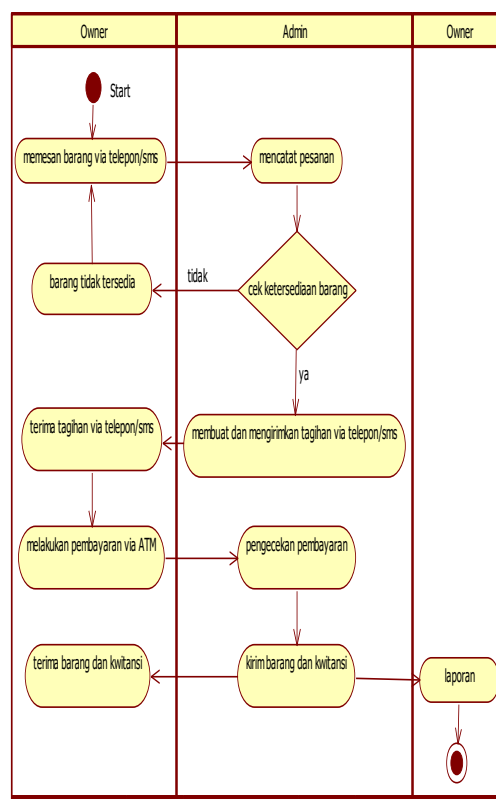 Owner
Admin
Owner
Start
memesan barang via telepon/sms
mencatat pesanan
barang tidak tersedia
tidak
cek ketersediaan barang
ya
terima tagihan via telepon/sms
membuat dan mengirimkan tagihan via telepon/sms
melakukan pembayaran via ATM
pengecekan pembayaran
terima barang dan kwitansi
kirim barang dan kwitansi
laporan